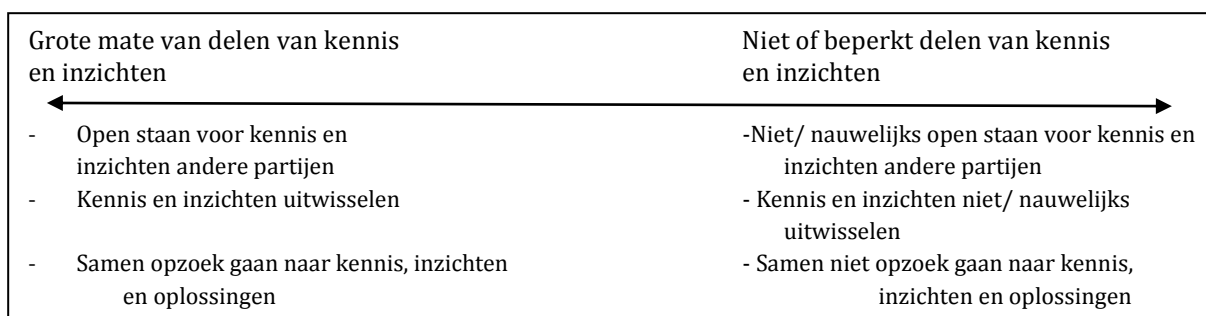 Grote mate van delen van kennis
en inzichten
Niet of beperkt delen van kennis
en inzichten
- Open staan voor kennis en
inzichten andere partijen
- Kennis en inzichten uitwisselen
- Samen opzoek gaan naar kennis, inzichten
en oplossingen
-Niet/ nauwelijks open staan voor kennis en
inzichten andere partijen
- Kennis en inzichten niet/ nauwelijks
uitwisselen
- Samen niet opzoek gaan naar kennis,
inzichten en oplossingen